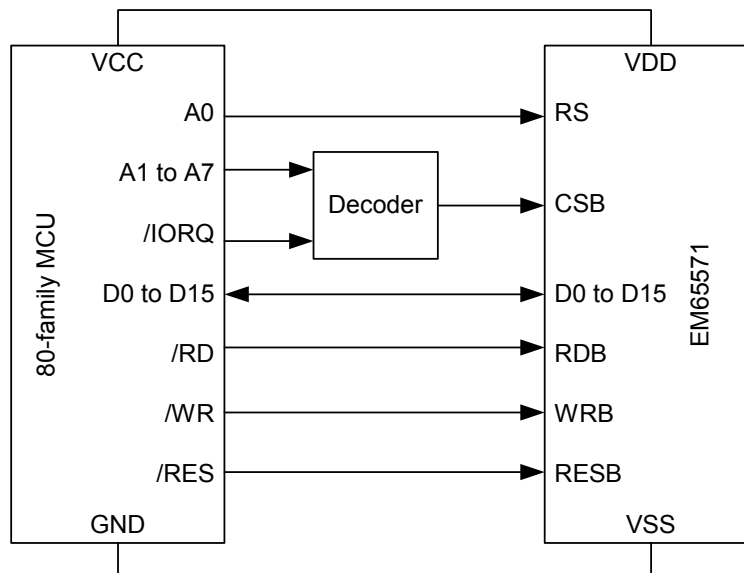 VCC
VDD
A0
RS
A1 to A7
Decoder
CSB
/IORQ
D0 to D15
D0 to D15
80-family MCU
EM65571
/RD
RDB
/WR
WRB
/RES
RESB
GND
VSS